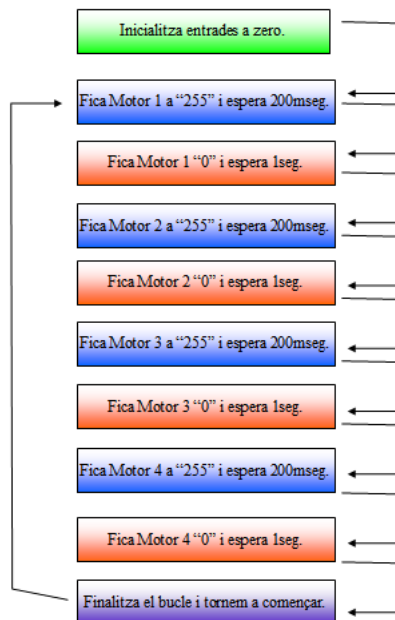 Inicialitza entrades a zero.
Fica Motor 1 a “255” i espera 200mseg.
Fica Motor 1 “0” i espera 1seg.
Fica Motor 2 a “255” i espera 200mseg.
Fica Motor 2 “0” i espera 1seg.
Fica Motor 3 a “255” i espera 200mseg.
Fica Motor 3 “0” i espera 1seg.
Fica Motor 4 a “255” i espera 200mseg.
Fica Motor 4 “0” i espera 1seg.
Finalitza el bucle i tornem a començar.